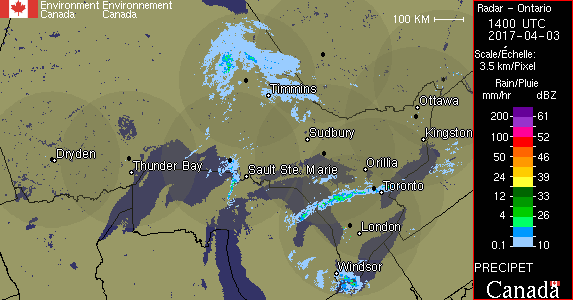 Environment Environnement
Canada Canada
100 KM
Timmins
Ottawa
Sudbury
Kingston
Dryden
Thunder Bay
Sault Ste. Marie
Orillia
Toronto
London
Windsor
Radar - Ontario
1400 UTC
2017-04-03
Scale/Échelle:
3.5 km/Pixel
Rain/Pluie
mm/hr dBZ
200 61
100 52
50 46
24 39
12 33
4 26
0.1 10
PRECIPET
Canada